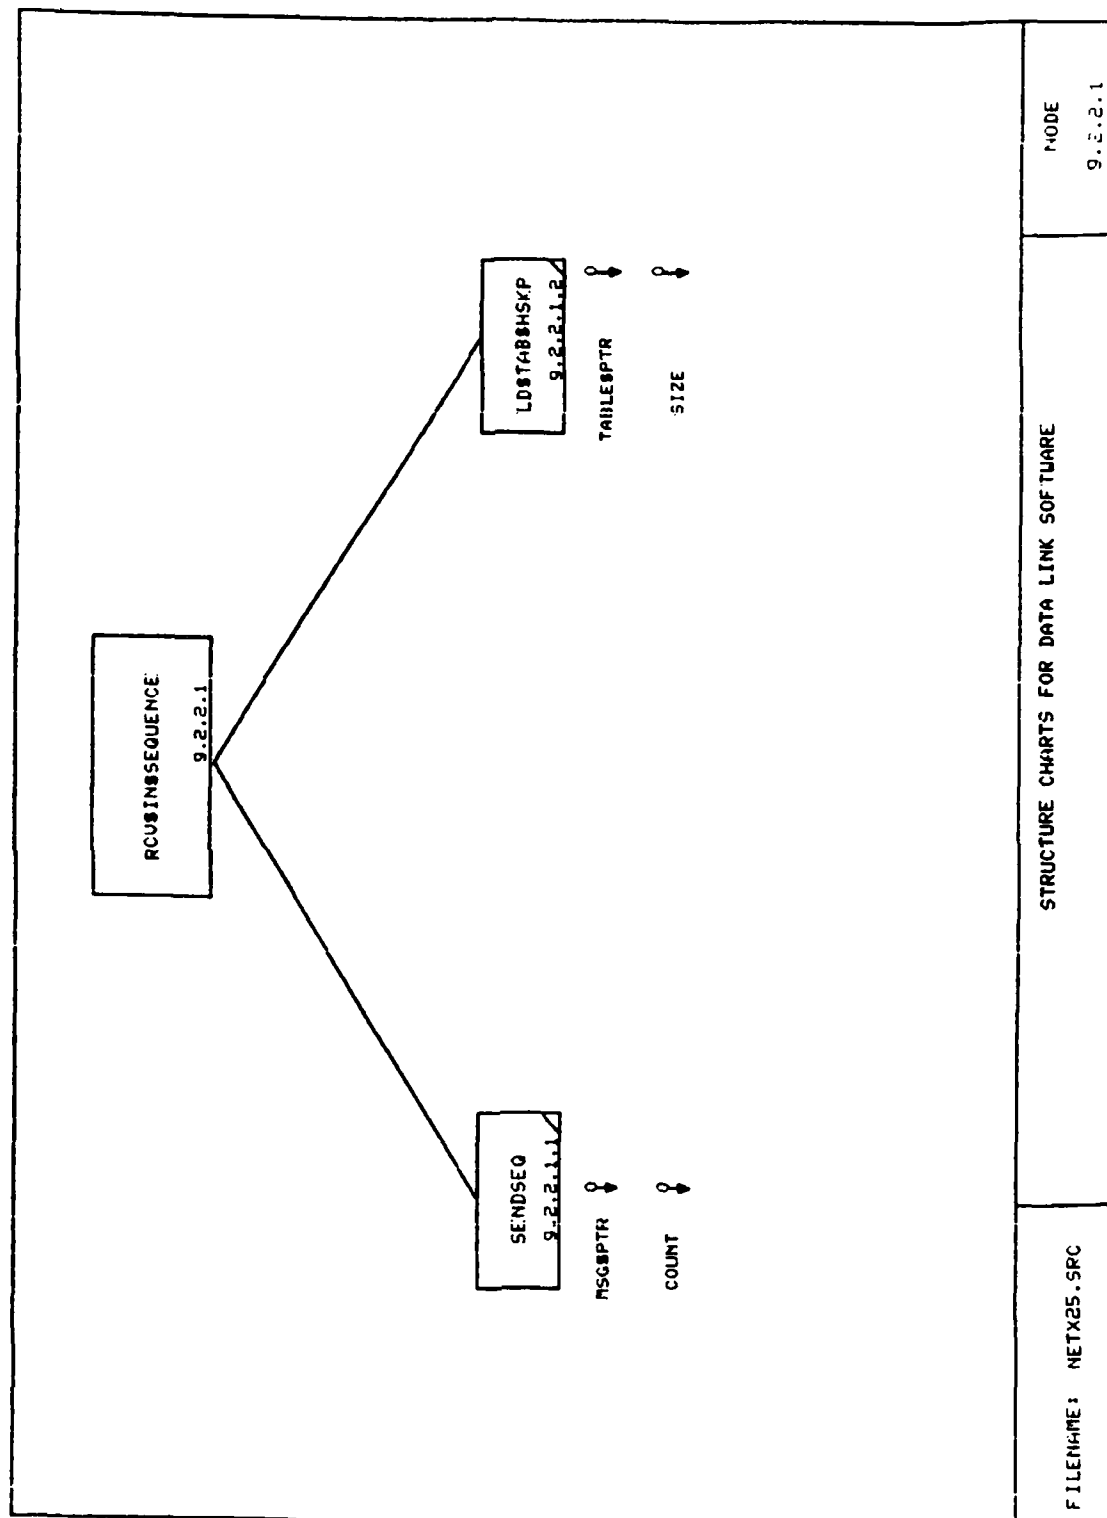 RCV$IN$SEQUENCE
9.2.2.1
SENDSEQ
9.2.2.1.1
MSG$PTR
COUNT
LD$TAB$HSKP
9.2.2.1.2
TABLE$PTR
SIZE
FILENAME: NETX25.SRC
STRUCTURE CHARTS FOR DATA LINK SOFTWARE
NODE
9.2.2.1